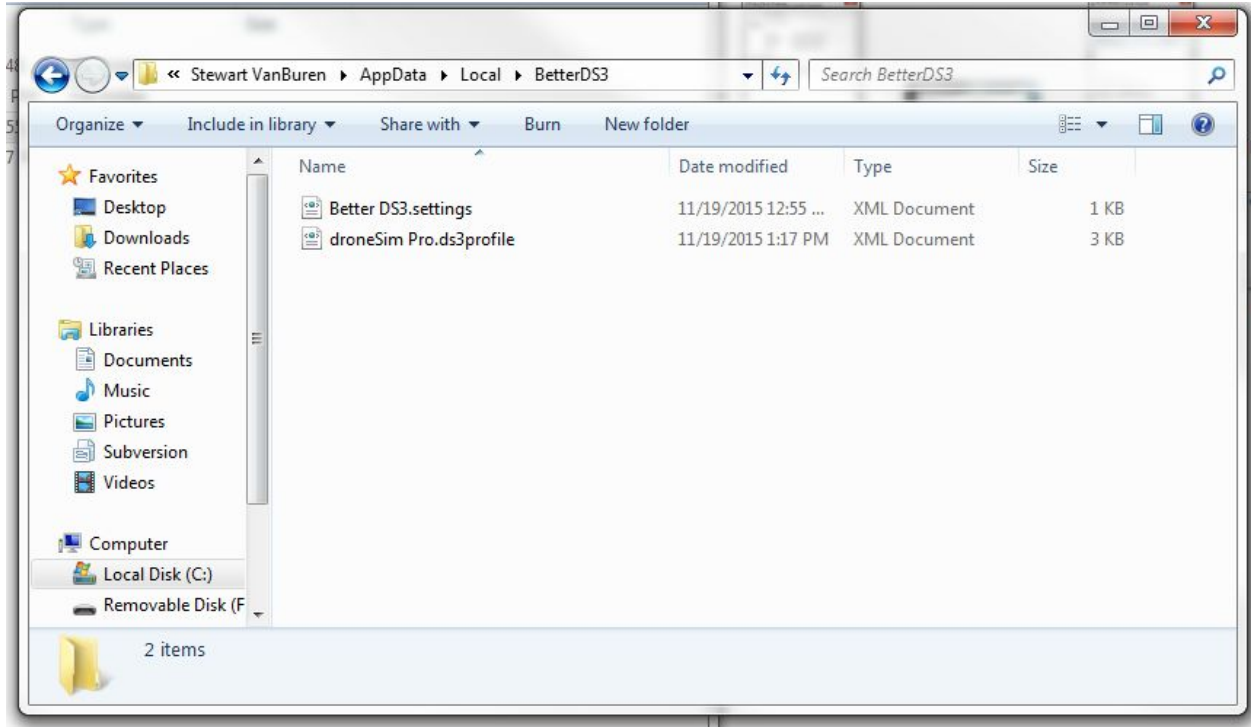 « Stewart VanBuren ▸ AppData ▸ Local ▸ BetterDS3 Search BetterDS3
Organize Include in library Share with Burn New folder
Favorites
Desktop
Downloads
Recent Places
Libraries
Documents
Music
Pictures
Subversion
Videos
Computer
Local Disk (C:)
Removable Disk (F
Name Date modified Type Size
Better DS3.settings 11/19/2015 12:55 ... XML Document 1 KB
droneSim Pro.ds3profile 11/19/2015 1:17 PM XML Document 3 KB
2 items